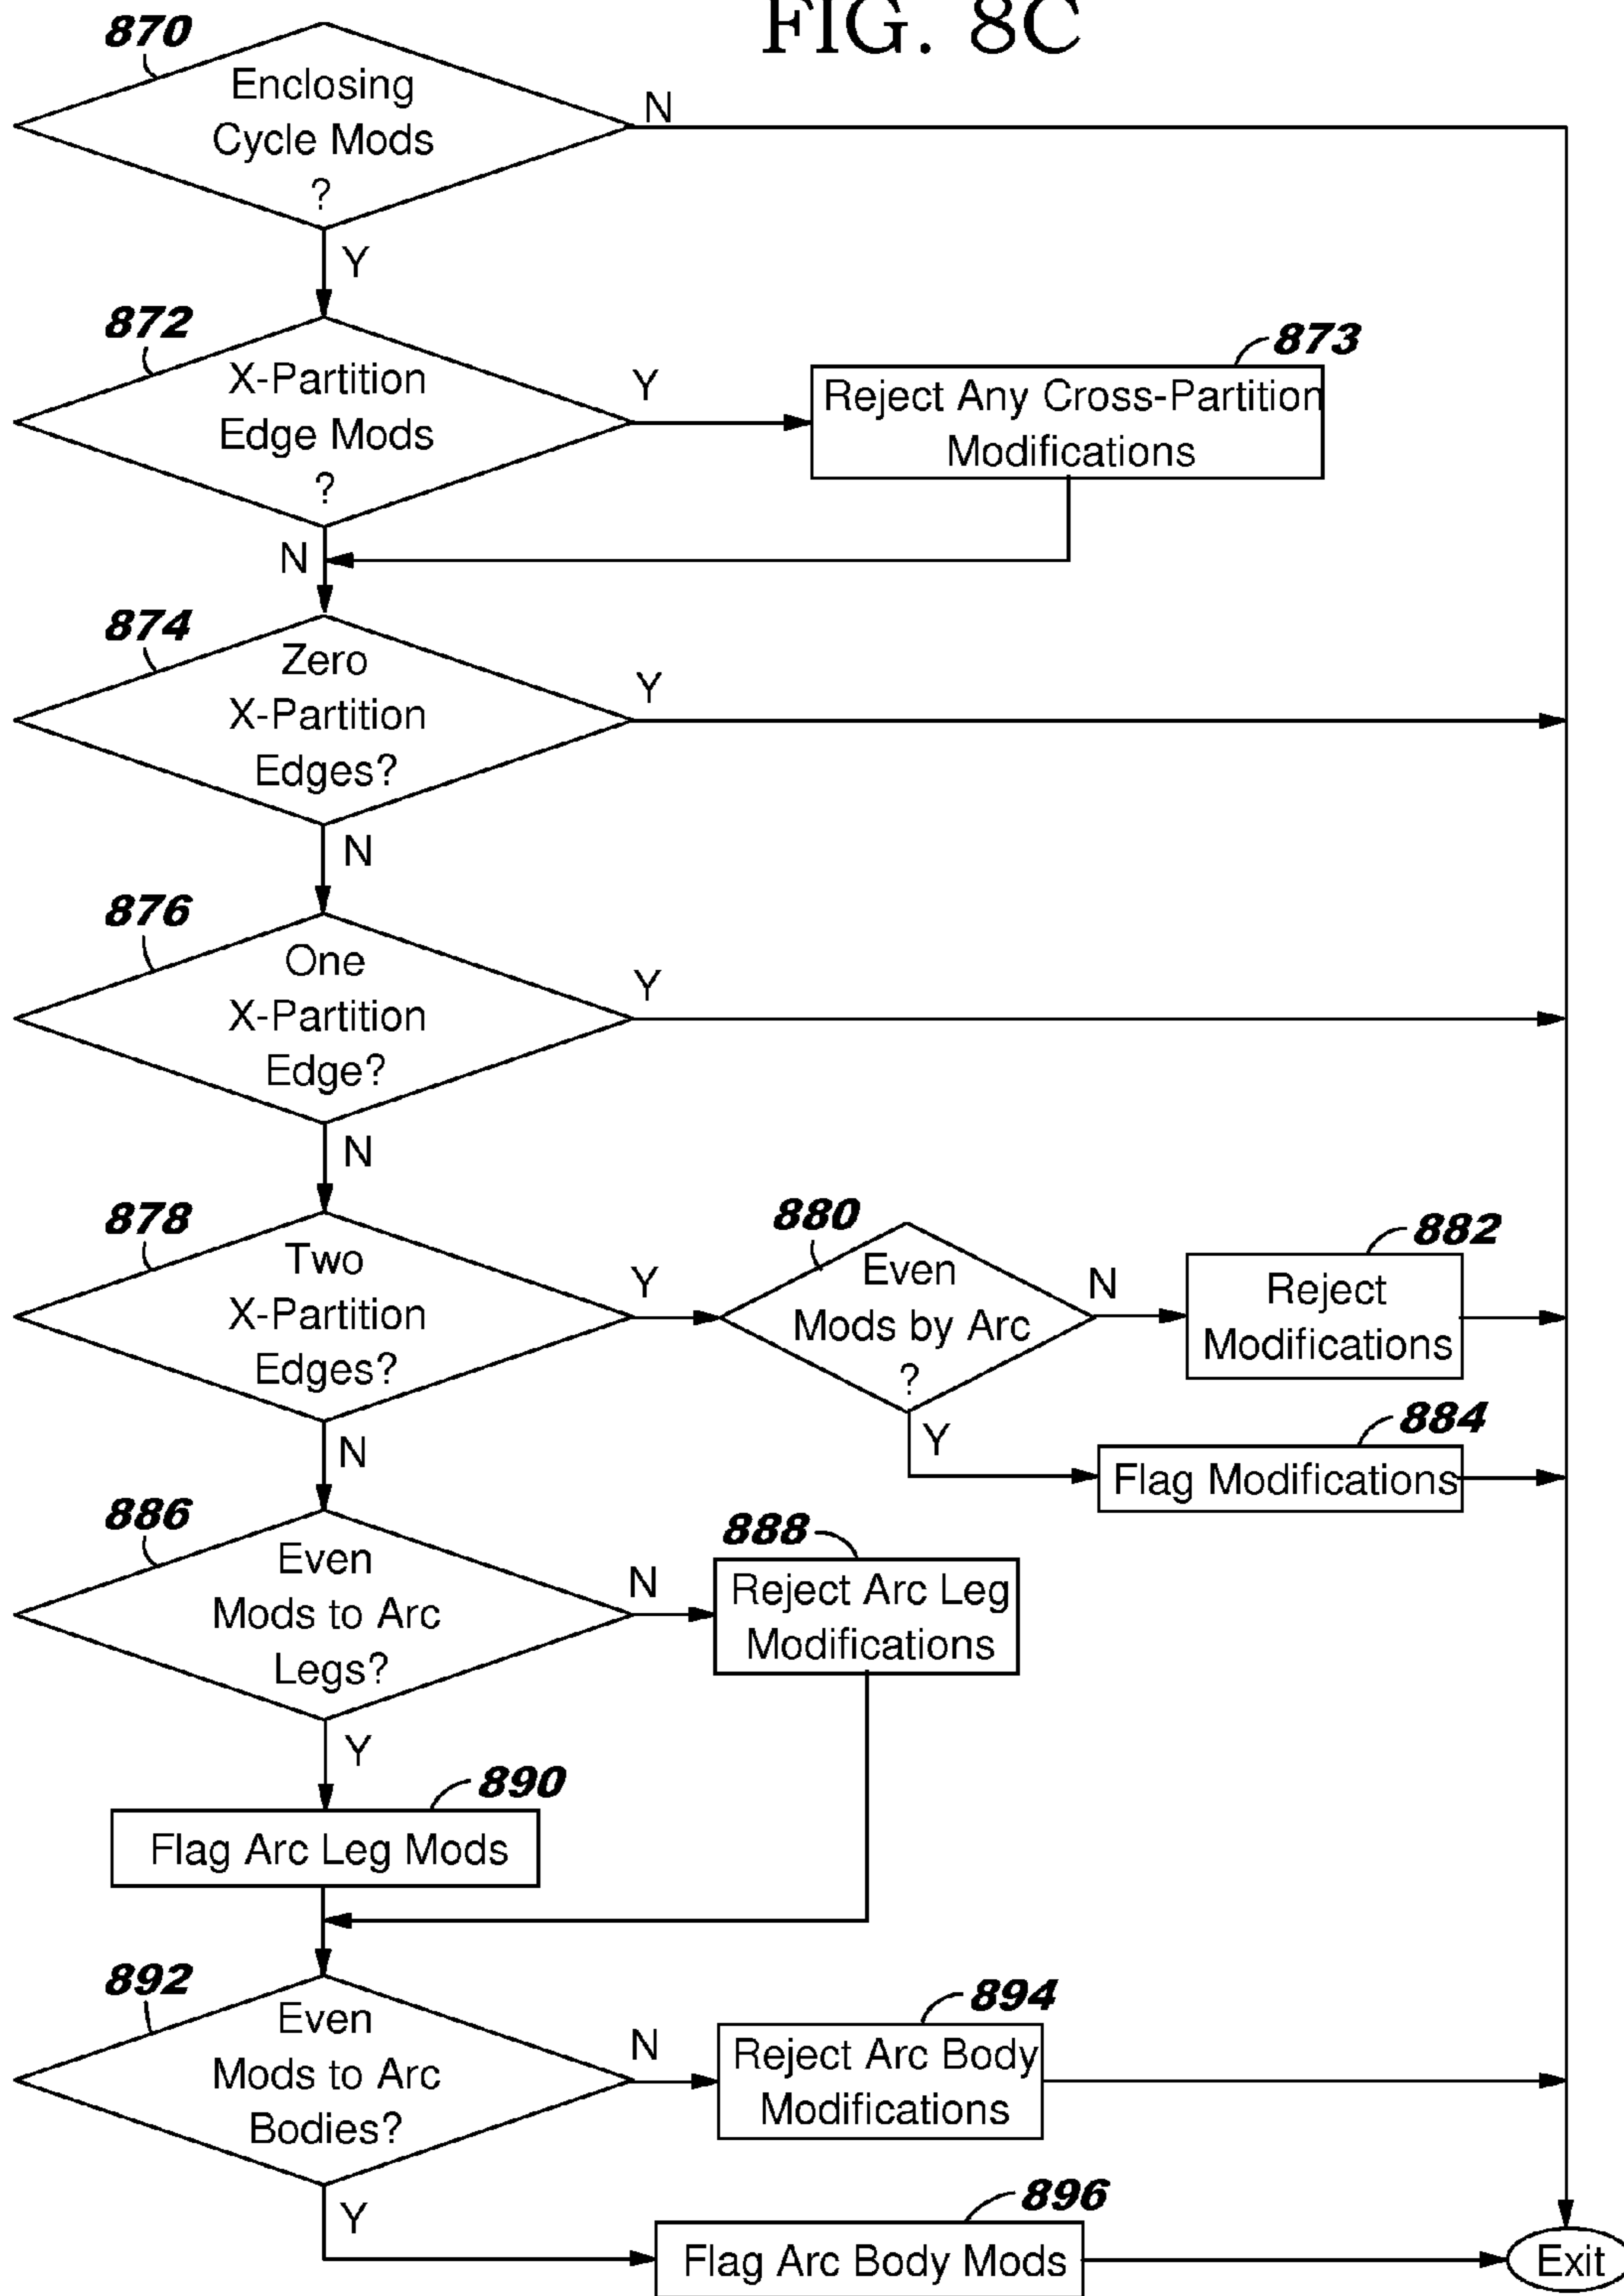 FIG. 8C
870
Enclosing
Cycle Mods
?
N
Y
872
X-Partition
Edge Mods
?
Y
873
Reject Any Cross-Partition
Modifications
N
874
Zero
X-Partition
Edges?
Y
N
876
One
X-Partition
Edge?
Y
N
878
Two
X-Partition
Edges?
Y
880
Even
Mods by Arc
?
N
882
Reject
Modifications
Y
884
Flag Modifications
N
886
Even
Mods to Arc
Legs?
N
888
Reject Arc Leg
Modifications
Y
890
Flag Arc Leg Mods
892
Even
Mods to Arc
Bodies?
N
894
Reject Arc Body
Modifications
Y
896
Flag Arc Body Mods
Exit